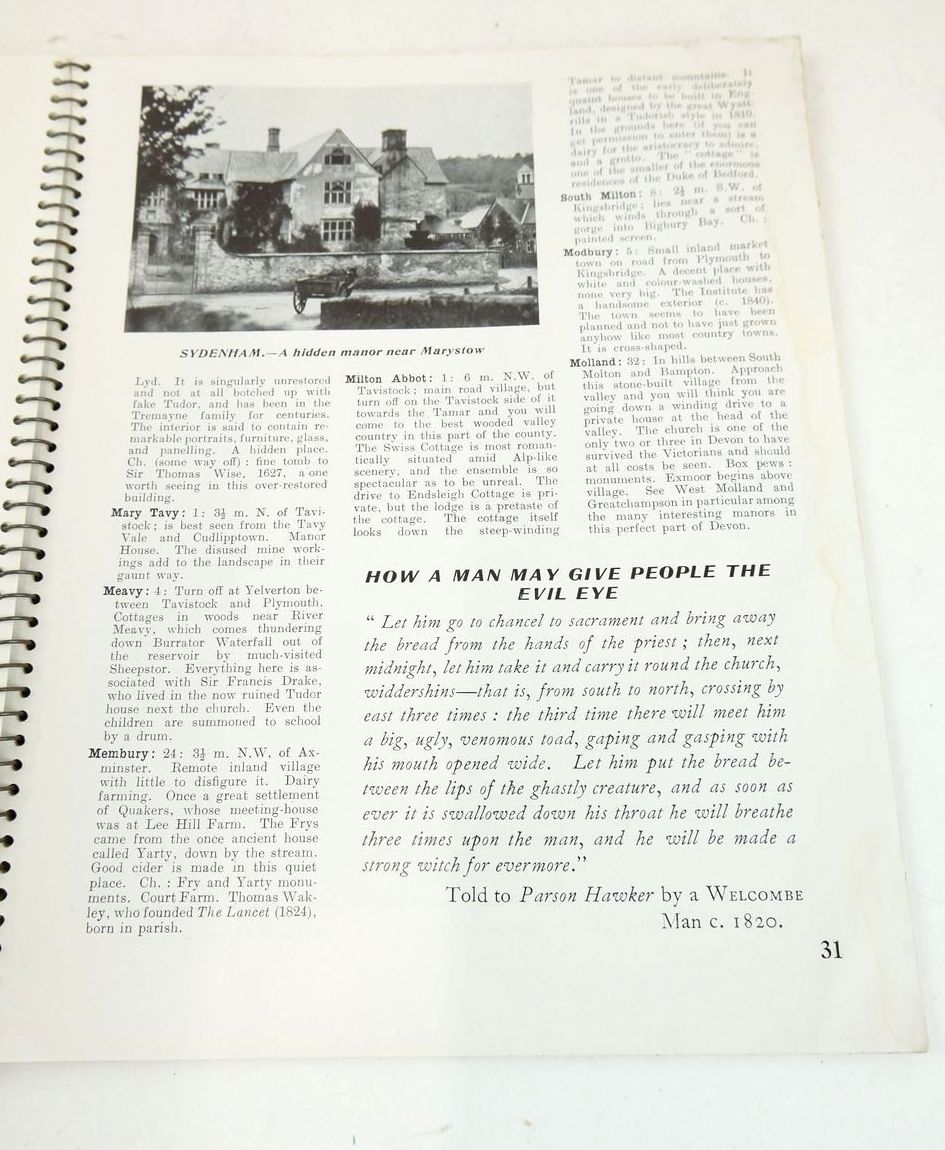 SYDENHAM.—A hidden manor near Marystow
Lyd. It is singularly unrestored
and not at all botched up with
fake Tudor, and has been in the
Tremayne family for centuries.
The interior is said to contain re-
markable portraits, furniture, glass,
and panelling. A hidden place.
Ch. (some way off) : fine tomb to
Sir Thomas Wise, 1627, a one
worth seeing in this over-restored
building.
Mary Tavy: 1: 3½ m. N. of Tavi-
stock; is best seen from the Tavy
Vale and Cudlipptown. Manor
House. The disused mine work-
ings add to the landscape in their
gaunt way.
Meavy: 4: Turn off at Yelverton be-
tween Tavistock and Plymouth.
Cottages in woods near River
Meavy, which comes thundering
down Burrator Waterfall out of
the reservoir by much-visited
Sheepstor. Everything here is as-
sociated with Sir Francis Drake,
who lived in the now ruined Tudor
house next the church. Even the
children are summoned to school
by a drum.
Membury: 24: 3½ m. N.W. of Ax-
minster. Remote inland village
with little to disfigure it. Dairy
farming. Once a great settlement
of Quakers, whose meeting-house
was at Lee Hill Farm. The Frys
came from the once ancient house
called Yarty, down by the stream.
Good cider is made in this quiet
place. Ch. : Fry and Yarty monu-
ments. Court Farm. Thomas Wak-
ley, who founded The Lancet (1824),
born in parish.
Milton Abbot: 1: 6 m. N.W. of
Tavistock; main road village, but
turn off on the Tavistock side of it
towards the Tamar and you will
come to the best wooded valley
country in this part of the county.
The Swiss Cottage is most roman-
tically situated amid Alp-like
scenery, and the ensemble is so
spectacular as to be unreal. The
drive to Endsleigh Cottage is pri-
vate, but the lodge is a pretaste of
the cottage. The cottage itself
looks down the steep-winding
Tamar to distant mountains. It
is one of the early deliberately
quaint houses to be built in Eng-
land, designed by the great Wyatt-
ville in a Tudorish style in 1810.
In the grounds here (if you can
get permission to enter them) is a
dairy for the aristocracy to admire,
and a grotto. The "cottage" is
one of the smaller of the enormous
residences of the Duke of Bedford.
South Milton: 8: 2½ m. S.W. of
Kingsbridge; lies near a stream
which winds through a sort of
gorge into Bigbury Bay. Ch. :
painted screen.
Modbury: 5: Small inland market
town on road from Plymouth to
Kingsbridge. A decent place with
white and colour-washed houses,
none very big. The Institute has
a handsome exterior (c. 1840).
The town seems to have been
planned and not to have just grown
anyhow like most country towns.
It is cross-shaped.
Molland: 32: In hills between South
Molton and Bampton. Approach
this stone-built village from the
valley and you will think you are
going down a winding drive to a
private house at the head of the
valley. The church is one of the
only two or three in Devon to have
survived the Victorians and should
at all costs be seen. Box pews :
monuments. Exmoor begins above
village. See West Molland and
Greatchampson in particular among
the many interesting manors in
this perfect part of Devon.
HOW A MAN MAY GIVE PEOPLE THE
EVIL EYE
" Let him go to chancel to sacrament and bring away
the bread from the hands of the priest ; then, next
midnight, let him take it and carry it round the church,
widdershins—that is, from south to north, crossing by
east three times : the third time there will meet him
a big, ugly, venomous toad, gaping and gasping with
his mouth opened wide. Let him put the bread be-
tween the lips of the ghastly creature, and as soon as
ever it is swallowed down his throat he will breathe
three times upon the man, and he will be made a
strong witch for evermore."
Told to Parson Hawker by a WELCOMBE
Man c. 1820.
31